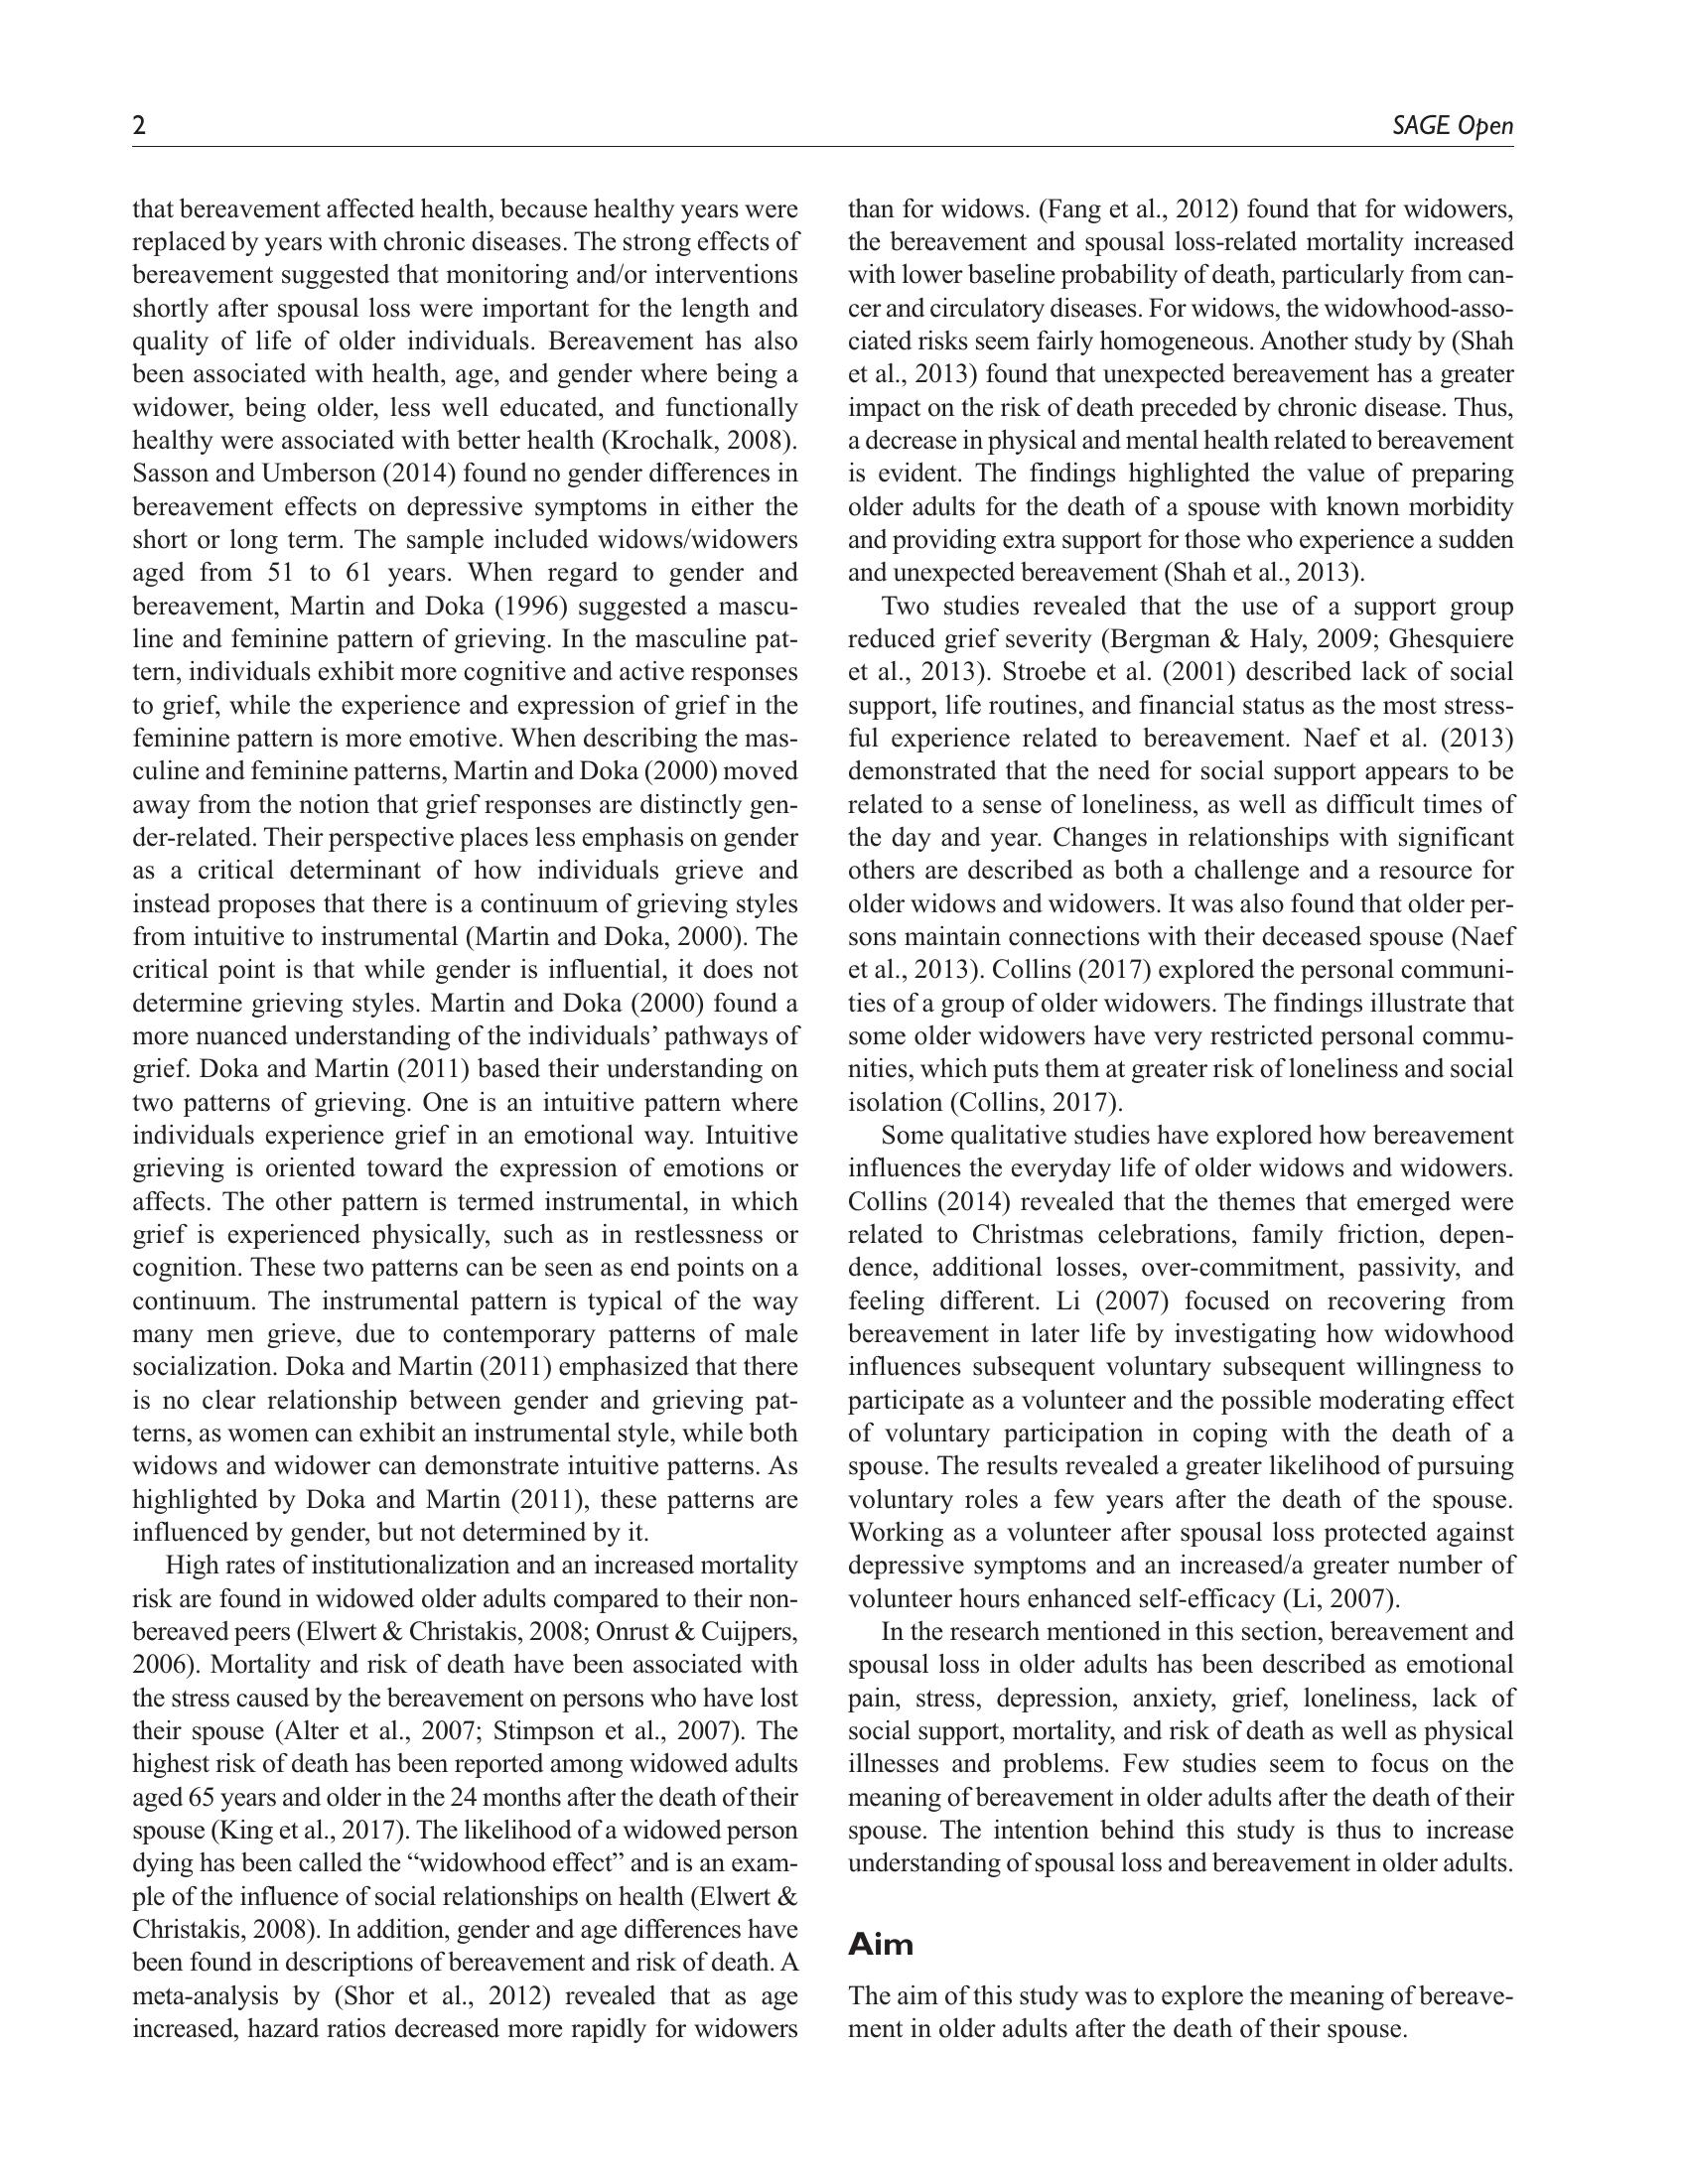 2
SAGE Open
that bereavement affected health, because healthy years were
replaced by years with chronic diseases. The strong effects of
bereavement suggested that monitoring and/or interventions
shortly after spousal loss were important for the length and
quality of life of older individuals. Bereavement has also
been associated with health, age, and gender where being a
widower, being older, less well educated, and functionally
healthy were associated with better health (Krochalk, 2008).
Sasson and Umberson (2014) found no gender differences in
bereavement effects on depressive symptoms in either the
short or long term. The sample included widows/widowers
aged from 51 to 61 years. When regard to gender and
bereavement, Martin and Doka (1996) suggested a mascu-
line and feminine pattern of grieving. In the masculine pat-
tern, individuals exhibit more cognitive and active responses
to grief, while the experience and expression of grief in the
feminine pattern is more emotive. When describing the mas-
culine and feminine patterns, Martin and Doka (2000) moved
away from the notion that grief responses are distinctly gen-
der-related. Their perspective places less emphasis on gender
as a critical determinant of how individuals grieve and
instead proposes that there is a continuum of grieving styles
from intuitive to instrumental (Martin and Doka, 2000). The
critical point is that while gender is influential, it does not
determine grieving styles. Martin and Doka (2000) found a
more nuanced understanding of the individuals’ pathways of
grief. Doka and Martin (2011) based their understanding on
two patterns of grieving. One is an intuitive pattern where
individuals experience grief in an emotional way. Intuitive
grieving is oriented toward the expression of emotions or
affects. The other pattern is termed instrumental, in which
grief is experienced physically, such as in restlessness or
cognition. These two patterns can be seen as end points on a
continuum. The instrumental pattern is typical of the way
many men grieve, due to contemporary patterns of male
socialization. Doka and Martin (2011) emphasized that there
is no clear relationship between gender and grieving pat-
terns, as women can exhibit an instrumental style, while both
widows and widower can demonstrate intuitive patterns. As
highlighted by Doka and Martin (2011), these patterns are
influenced by gender, but not determined by it.
High rates of institutionalization and an increased mortality
risk are found in widowed older adults compared to their non-
bereaved peers (Elwert & Christakis, 2008; Onrust & Cuijpers,
2006). Mortality and risk of death have been associated with
the stress caused by the bereavement on persons who have lost
their spouse (Alter et al., 2007; Stimpson et al., 2007). The
highest risk of death has been reported among widowed adults
aged 65 years and older in the 24 months after the death of their
spouse (King et al., 2017). The likelihood of a widowed person
dying has been called the “widowhood effect” and is an exam-
ple of the influence of social relationships on health (Elwert &
Christakis, 2008). In addition, gender and age differences have
been found in descriptions of bereavement and risk of death. A
meta-analysis by (Shor et al., 2012) revealed that as age
increased, hazard ratios decreased more rapidly for widowers
than for widows. (Fang et al., 2012) found that for widowers,
the bereavement and spousal loss-related mortality increased
with lower baseline probability of death, particularly from can-
cer and circulatory diseases. For widows, the widowhood-asso-
ciated risks seem fairly homogeneous. Another study by (Shah
et al., 2013) found that unexpected bereavement has a greater
impact on the risk of death preceded by chronic disease. Thus,
a decrease in physical and mental health related to bereavement
is evident. The findings highlighted the value of preparing
older adults for the death of a spouse with known morbidity
and providing extra support for those who experience a sudden
and unexpected bereavement (Shah et al., 2013).
Two studies revealed that the use of a support group
reduced grief severity (Bergman & Haly, 2009; Ghesquiere
et al., 2013). Stroebe et al. (2001) described lack of social
support, life routines, and financial status as the most stress-
ful experience related to bereavement. Naef et al. (2013)
demonstrated that the need for social support appears to be
related to a sense of loneliness, as well as difficult times of
the day and year. Changes in relationships with significant
others are described as both a challenge and a resource for
older widows and widowers. It was also found that older per-
sons maintain connections with their deceased spouse (Naef
et al., 2013). Collins (2017) explored the personal communi-
ties of a group of older widowers. The findings illustrate that
some older widowers have very restricted personal commu-
nities, which puts them at greater risk of loneliness and social
isolation (Collins, 2017).
Some qualitative studies have explored how bereavement
influences the everyday life of older widows and widowers.
Collins (2014) revealed that the themes that emerged were
related to Christmas celebrations, family friction, depen-
dence, additional losses, over-commitment, passivity, and
feeling different. Li (2007) focused on recovering from
bereavement in later life by investigating how widowhood
influences subsequent voluntary subsequent willingness to
participate as a volunteer and the possible moderating effect
of voluntary participation in coping with the death of a
spouse. The results revealed a greater likelihood of pursuing
voluntary roles a few years after the death of the spouse.
Working as a volunteer after spousal loss protected against
depressive symptoms and an increased/a greater number of
volunteer hours enhanced self-efficacy (Li, 2007).
In the research mentioned in this section, bereavement and
spousal loss in older adults has been described as emotional
pain, stress, depression, anxiety, grief, loneliness, lack of
social support, mortality, and risk of death as well as physical
illnesses and problems. Few studies seem to focus on the
meaning of bereavement in older adults after the death of their
spouse. The intention behind this study is thus to increase
understanding of spousal loss and bereavement in older adults.
Aim
The aim of this study was to explore the meaning of bereave-
ment in older adults after the death of their spouse.